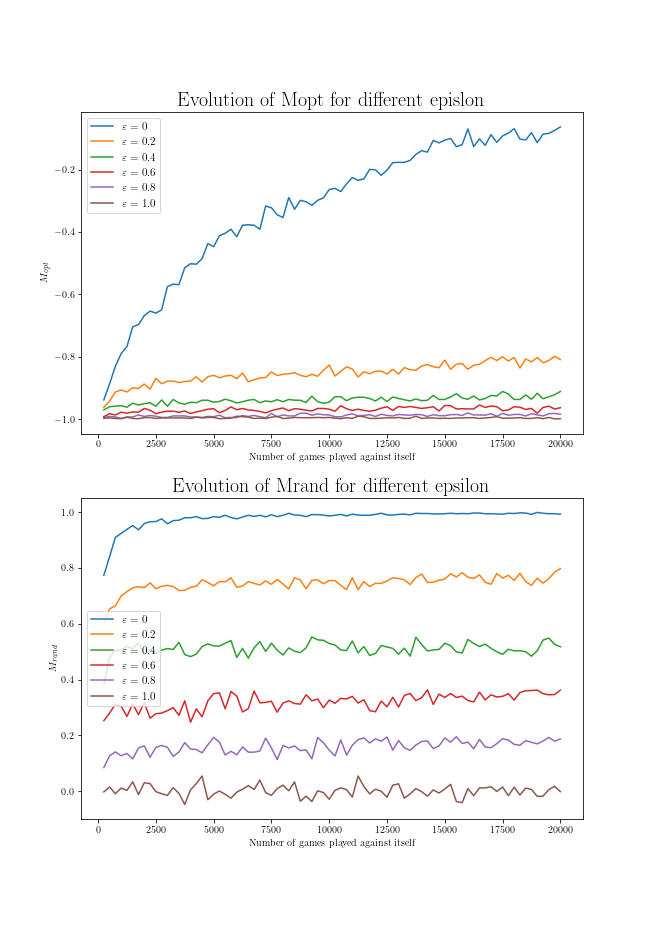 Evolution of Mopt for different epislon
ε = 0
ε = 0.2
ε = 0.4
ε = 0.6
ε = 0.8
ε = 1.0
−0.2
−0.4
−0.6
−0.8
−1.0
M_opt
0 2500 5000 7500 10000 12500 15000 17500 20000
Number of games played against itself
Evolution of Mrand for different epsilon
1.0
0.8
0.6
0.4
0.2
0.0
M_rand
ε = 0
ε = 0.2
ε = 0.4
ε = 0.6
ε = 0.8
ε = 1.0
0 2500 5000 7500 10000 12500 15000 17500 20000
Number of games played against itself